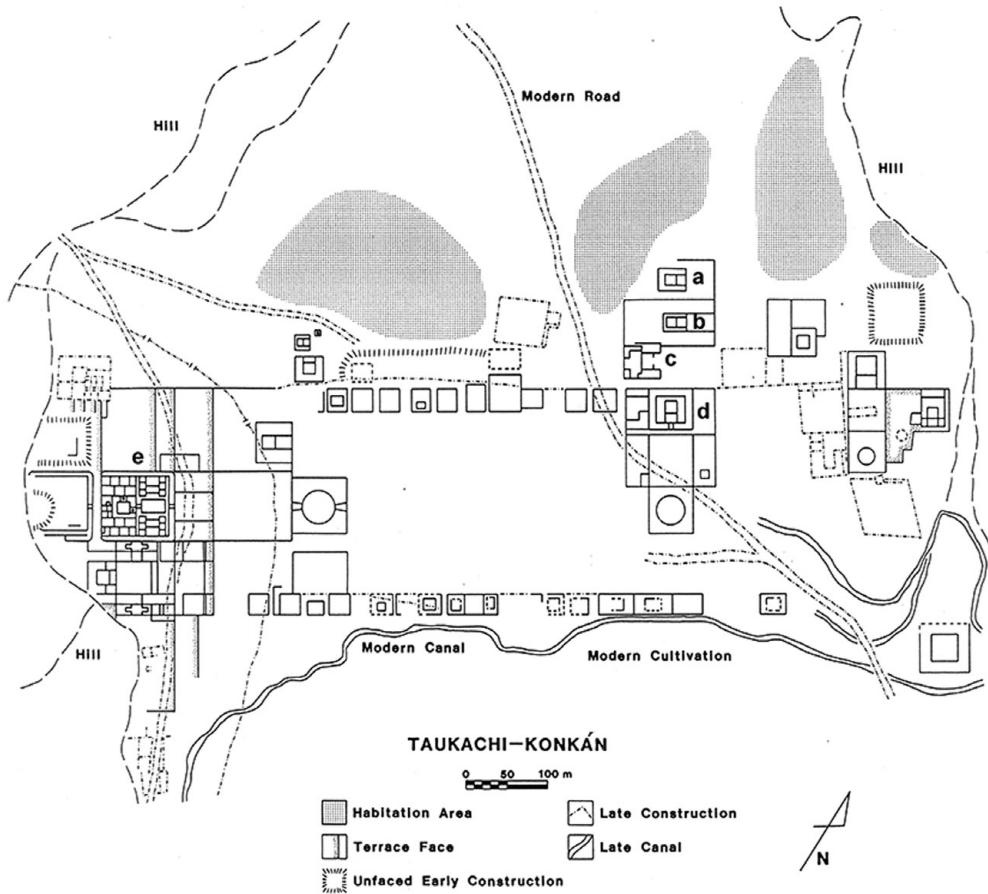 Modern Road
Hill
Hill
a
b
c
d
e
Hill
Modern Canal
Modern Cultivation
TAUKACHI–KONKÁN
0 50 100 m
Habitation Area
Late Construction
Terrace Face
Late Canal
Unfaced Early Construction
N